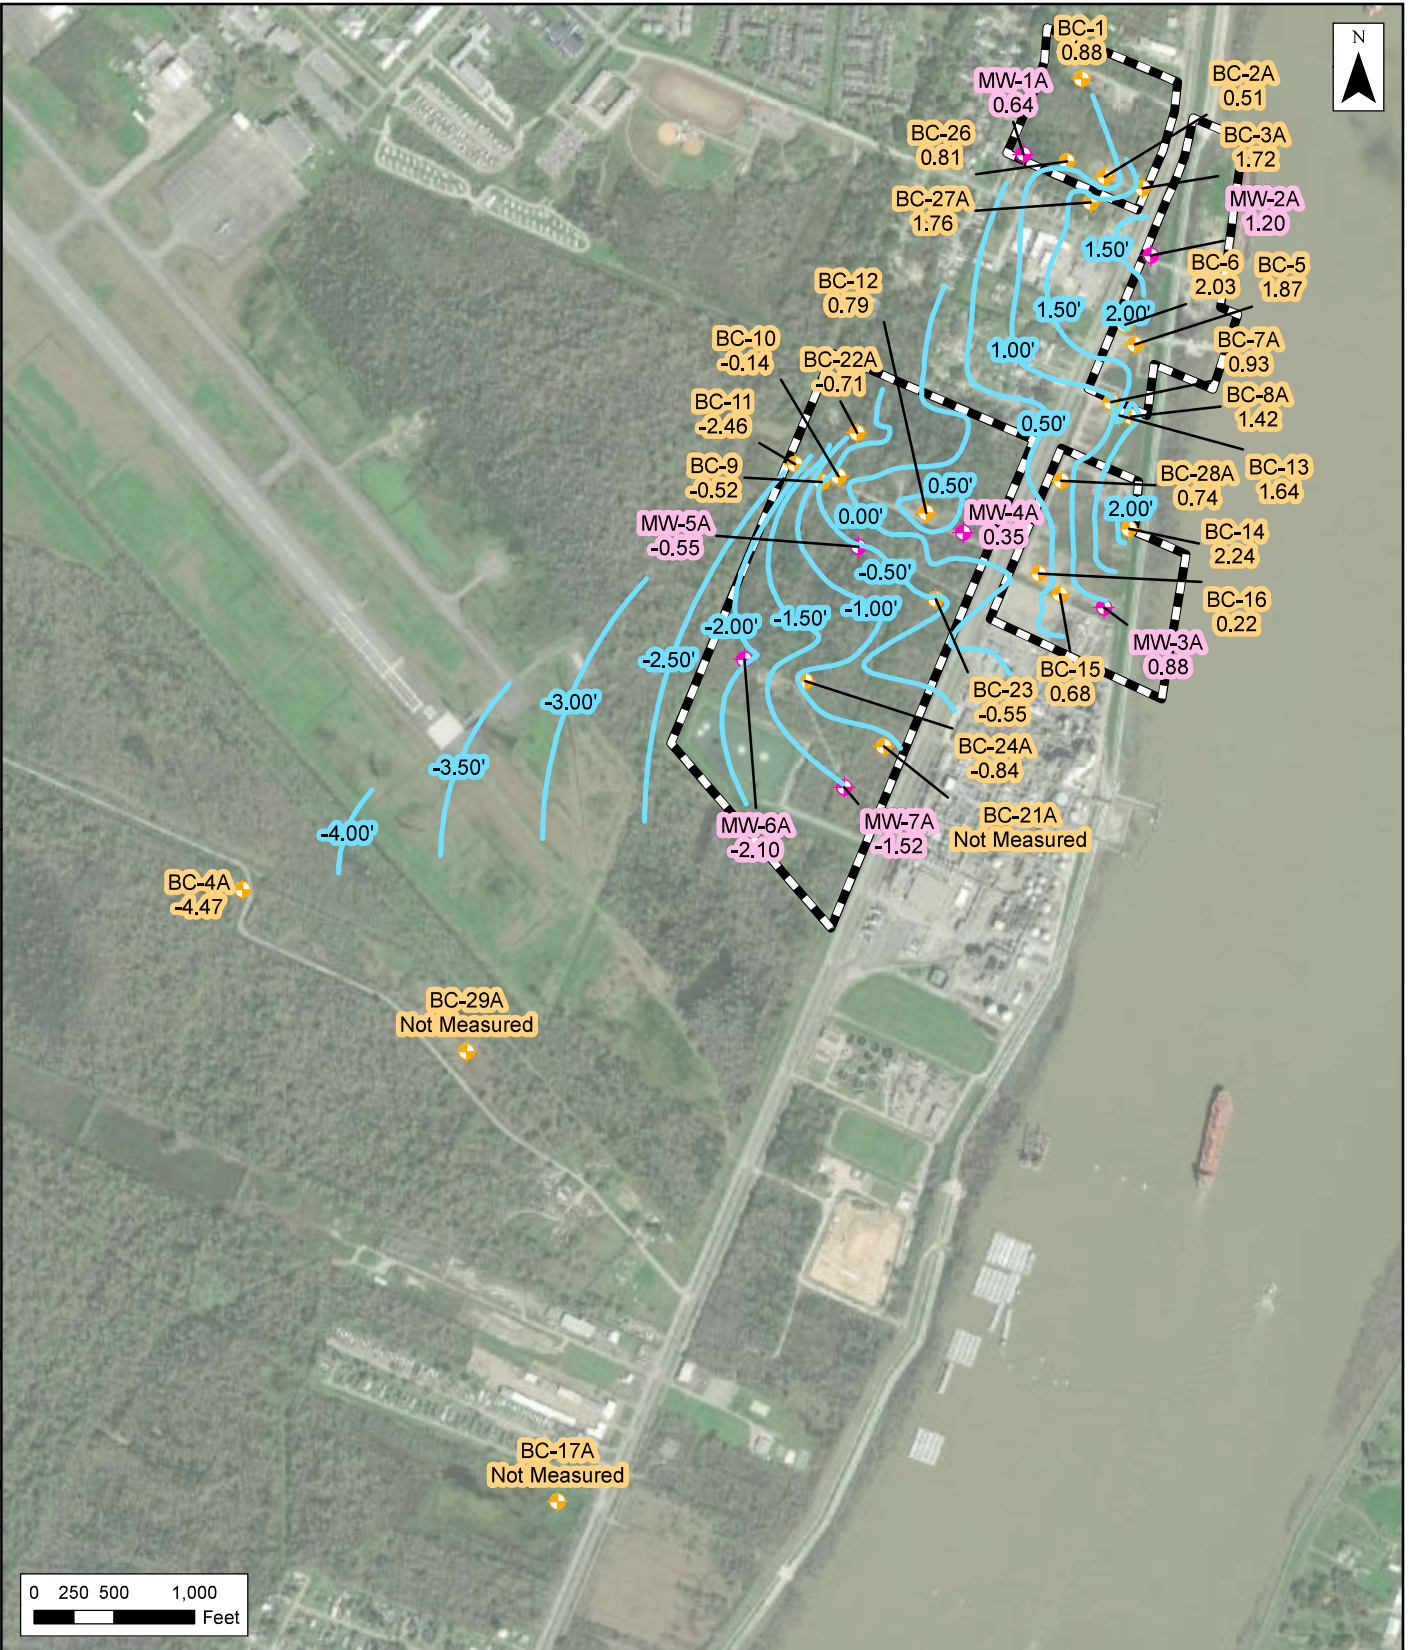 BC-1
0.88
N
BC-2A
0.51
MW-1A
0.64
BC-26
0.81
BC-3A
1.72
BC-27A
1.76
MW-2A
1.20
1.50'
BC-6
2.03
BC-5
1.87
BC-12
0.79
1.50'
2.00'
BC-10
-0.14
BC-22A
-0.71
1.00'
BC-7A
0.93
BC-11
-2.46
BC-8A
1.42
0.50'
BC-9
-0.52
BC-13
1.64
BC-28A
0.74
0.50'
0.00'
MW-4A
0.35
2.00'
MW-5A
-0.55
BC-14
2.24
-0.50'
BC-16
0.22
-1.00'
-1.50'
-2.00'
MW-3A
0.88
-2.50'
BC-15
0.68
BC-23
-0.55
-3.00'
BC-24A
-0.84
-3.50'
BC-21A
Not Measured
MW-6A
-2.10
MW-7A
-1.52
-4.00'
BC-4A
-4.47
BC-29A
Not Measured
BC-17A
Not Measured
0 250 500 1,000
Feet